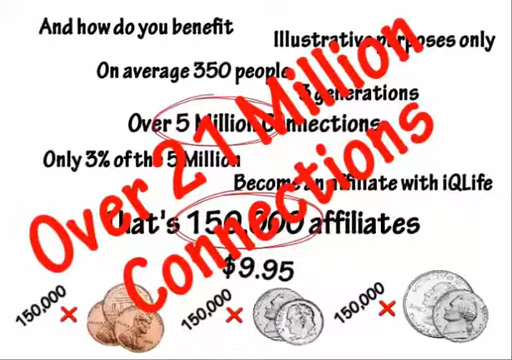 And how do you benefit
Illustrative purposes only
On average 350 people
3 generations
Over 5 Million Connections
Only 3% of the 5 Million
Become an affiliate with iQLife
That's 150,000 affiliates
$9.95
Over 27 Million
Connections
150,000 ×
150,000 ×
150,000 ×